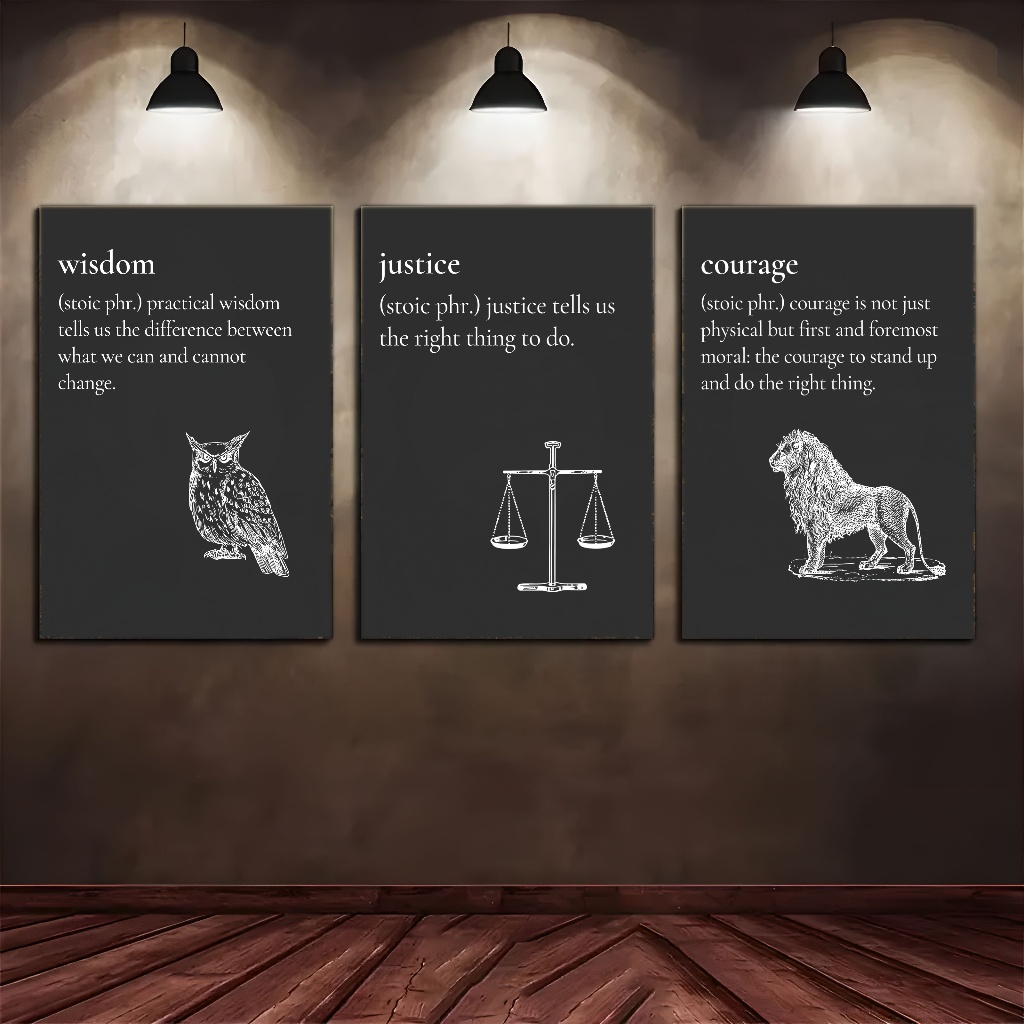 wisdom
(stoic phr.) practical wisdom
tells us the difference between
what we can and cannot
change.
justice
(stoic phr.) justice tells us
the right thing to do.
courage
(stoic phr.) courage is not just
physical but first and foremost
moral: the courage to stand up
and do the right thing.